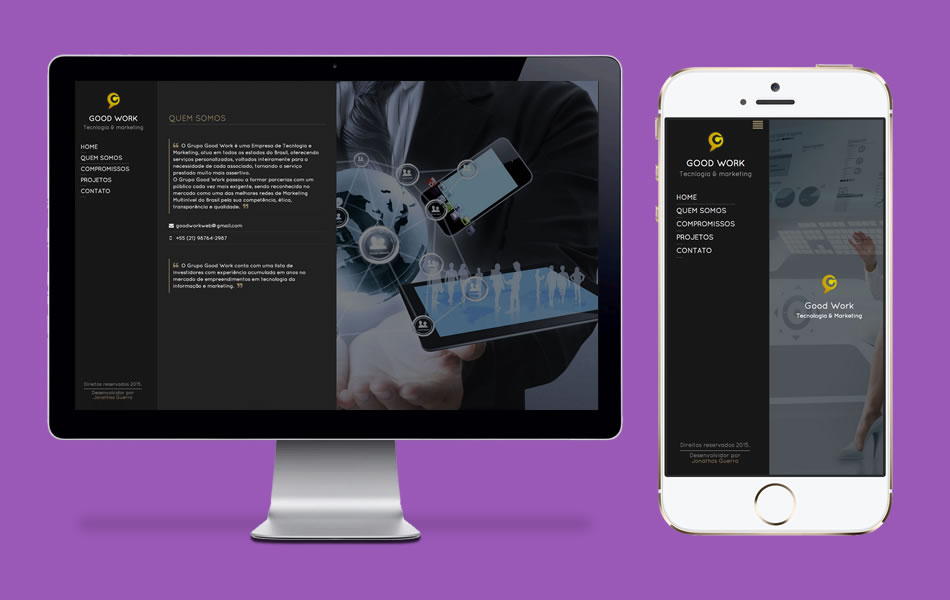 GOOD WORK
Tecnlogia & marketing
HOME
QUEM SOMOS
COMPROMISSOS
PROJETOS
CONTATO
Direitos reservados 2015.
Desenvolvidor por
Jonathas Guerra
QUEM SOMOS
“ O Grupo Good Work é uma Empresa de Tecnlogia e
Marketing, atua em todos os estados do Brasil, oferecendo
serviços personalizados, voltados inteiramente para a
necessidade de cada associado, tornando o serviço
prestado muito mais assertivo.
O Grupo Good Work passou a formar parcerias com um
público cada vez mais exigente, sendo reconhecido no
mercado como uma das melhores redes de Marketing
Multinível do Brasil pela sua competência, ética,
transparência e qualidade. ”
goodworkweb@gmail.com
+55 (21) 98764-2987
“ O Grupo Good Work conta com uma lista de
investidores com experiência acumulada em anos no
mercado de empreendimentos em tecnologia da
informação e marketing. ”
GOOD WORK
Tecnlogia & marketing
HOME
QUEM SOMOS
COMPROMISSOS
PROJETOS
CONTATO
Direitos reservados 2015.
Desenvolvidor por
Jonathas Guerra
Good Work
Tecnologia & Marketing